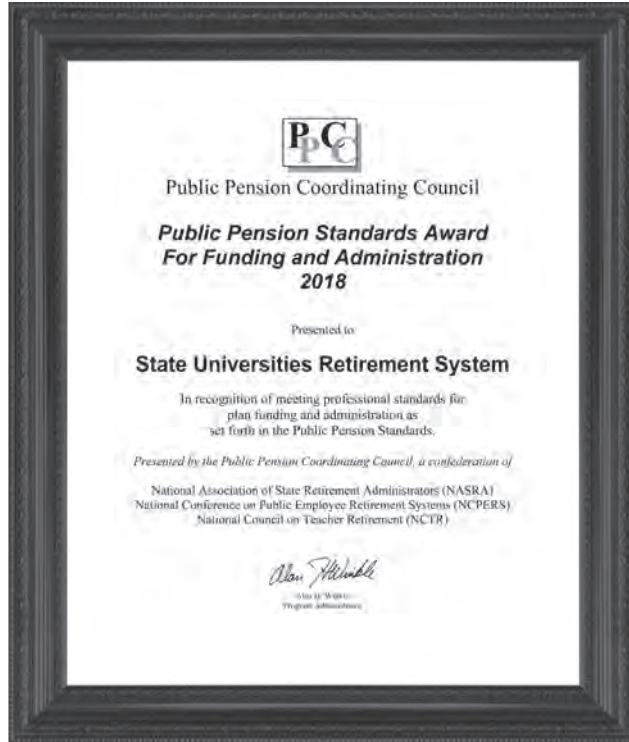 PPCC
Public Pension Coordinating Council
Public Pension Standards Award
For Funding and Administration
2018
Presented to
State Universities Retirement System
In recognition of meeting professional standards for
plan funding and administration as
set forth in the Public Pension Standards.
Presented by the Public Pension Coordinating Council, a confederation of
National Association of State Retirement Administrators (NASRA)
National Conference on Public Employee Retirement Systems (NCPERS)
National Council on Teacher Retirement (NCTR)
Alan H. Winkle
Program Administrator